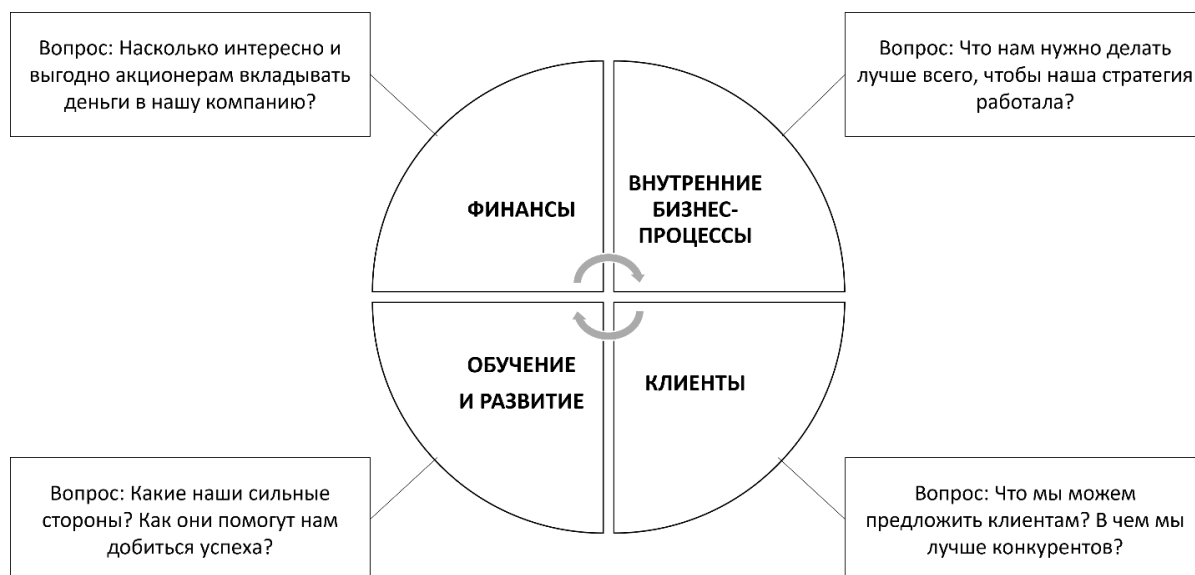 Вопрос: Насколько интересно и
выгодно акционерам вкладывать
деньги в нашу компанию?
Вопрос: Что нам нужно делать
лучше всего, чтобы наша стратегия
работала?
ФИНАНСЫ
ВНУТРЕННИЕ
БИЗНЕС-
ПРОЦЕССЫ
ОБУЧЕНИЕ
И РАЗВИТИЕ
КЛИЕНТЫ
Вопрос: Какие наши сильные
стороны? Как они помогут нам
добиться успеха?
Вопрос: Что мы можем
предложить клиентам? В чем мы
лучше конкурентов?